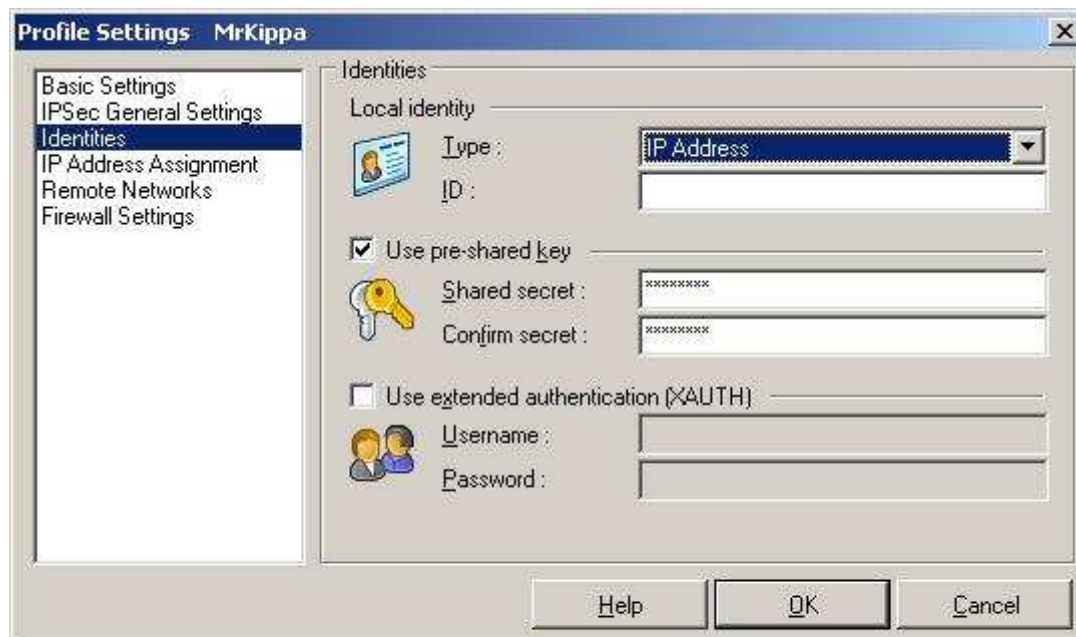 Profile Settings MrKippa
Basic Settings
IPSec General Settings
Identities
IP Address Assignment
Remote Networks
Firewall Settings
Identities
Local identity
Type :
IP Address
ID :
Use pre-shared key
Shared secret :
xxxxxxxx
Confirm secret :
xxxxxxxx
Use extended authentication (XAUTH)
Username :
Password :
Help
OK
Cancel